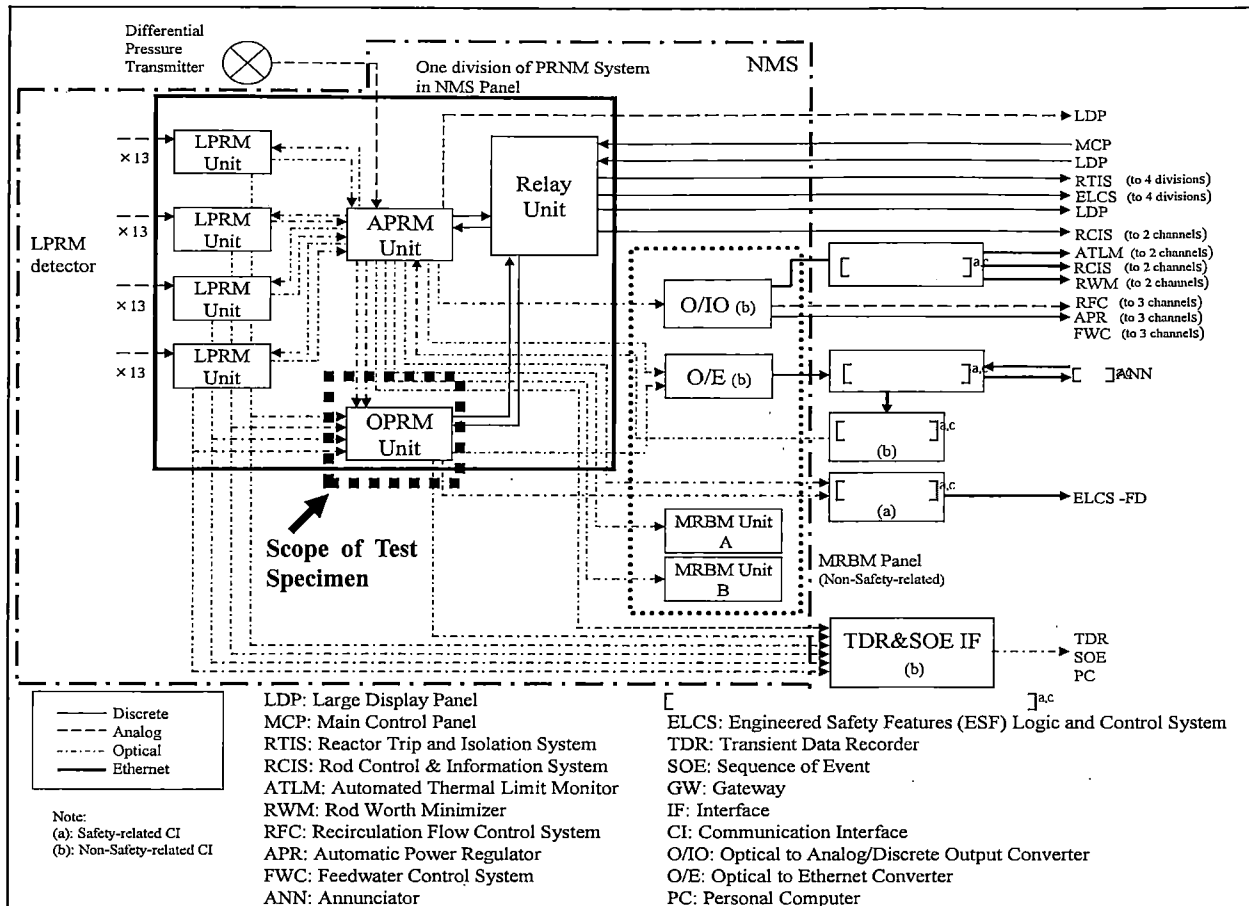 Differential
Pressure
Transmitter
NMS
One division of PRNM System
in NMS Panel
LPRM
Unit
×13
LPRM
Unit
×13
LPRM
Unit
×13
LPRM
Unit
×13
LPRM
detector
APRM
Unit
Relay
Unit
OPRM
Unit
Scope of Test
Specimen
O/IO (b)
O/E (b)
MRBM Unit
A
MRBM Unit
B
[ ]a,c
[ ]a,c
[ ]a,c
(b)
[ ]a,c
(a)
MRBM Panel
(Non-Safety-related)
TDR&SOE IF
(b)
LDP
MCP
LDP
RTIS (to 4 divisions)
ELCS (to 4 divisions)
LDP
RCIS (to 2 channels)
ATLM (to 2 channels)
RCIS (to 2 channels)
RWM (to 2 channels)
RFC (to 3 channels)
APR (to 3 channels)
FWC (to 3 channels)
[ ] ANN
ELCS -FD
TDR
SOE
PC
Discrete
Analog
Optical
Ethernet
Note:
(a): Safety-related CI
(b): Non-Safety-related CI
LDP: Large Display Panel
MCP: Main Control Panel
RTIS: Reactor Trip and Isolation System
RCIS: Rod Control & Information System
ATLM: Automated Thermal Limit Monitor
RWM: Rod Worth Minimizer
RFC: Recirculation Flow Control System
APR: Automatic Power Regulator
FWC: Feedwater Control System
ANN: Annunciator
[ ]a,c
ELCS: Engineered Safety Features (ESF) Logic and Control System
TDR: Transient Data Recorder
SOE: Sequence of Event
GW: Gateway
IF: Interface
CI: Communication Interface
O/IO: Optical to Analog/Discrete Output Converter
O/E: Optical to Ethernet Converter
PC: Personal Computer